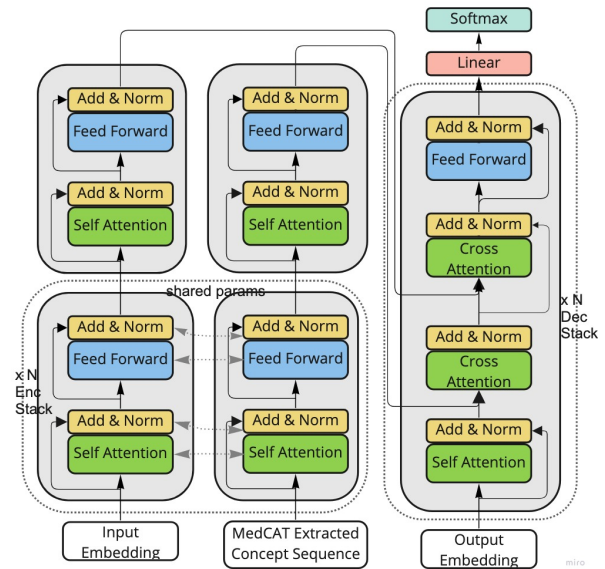 Softmax
Linear
Add & Norm
Feed Forward
Add & Norm
Self Attention
Add & Norm
Feed Forward
Add & Norm
Self Attention
shared params
Add & Norm
Feed Forward
Add & Norm
Self Attention
x N
Enc
Stack
Add & Norm
Feed Forward
Add & Norm
Self Attention
Input
Embedding
MedCAT Extracted
Concept Sequence
Add & Norm
Feed Forward
Add & Norm
Cross
Attention
Add & Norm
Cross
Attention
Add & Norm
Self Attention
x N
Dec
Stack
Output
Embedding
miro